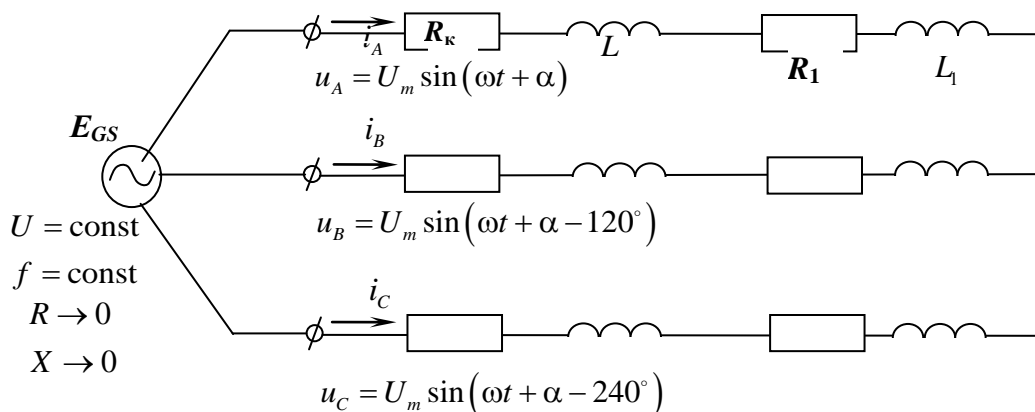 i_A R_κ L R_1 L_1
u_A = U_m sin(ωt + α)
E_GS
i_B
U = const
u_B = U_m sin(ωt + α − 120°)
f = const
i_C
R → 0
X → 0
u_C = U_m sin(ωt + α − 240°)